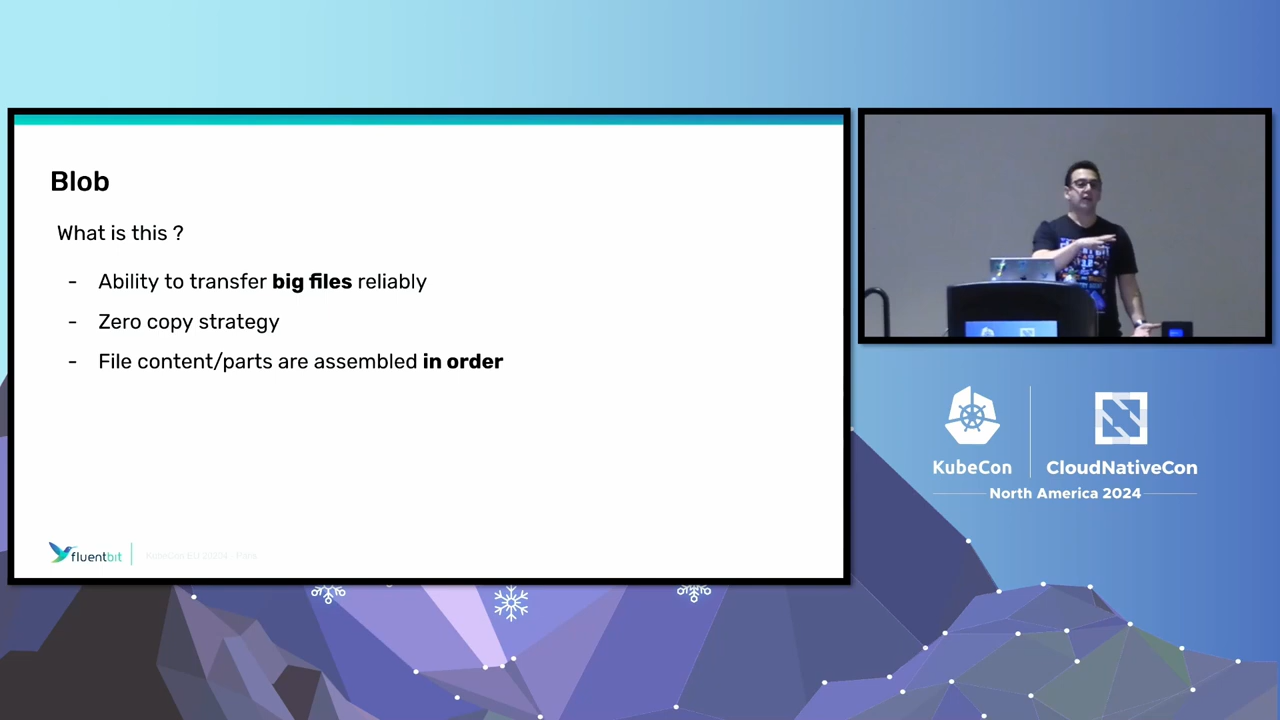 Blob
What is this ?
- Ability to transfer big files reliably
- Zero copy strategy
- File content/parts are assembled in order
fluentbit
KubeCon
CloudNativeCon
North America 2024